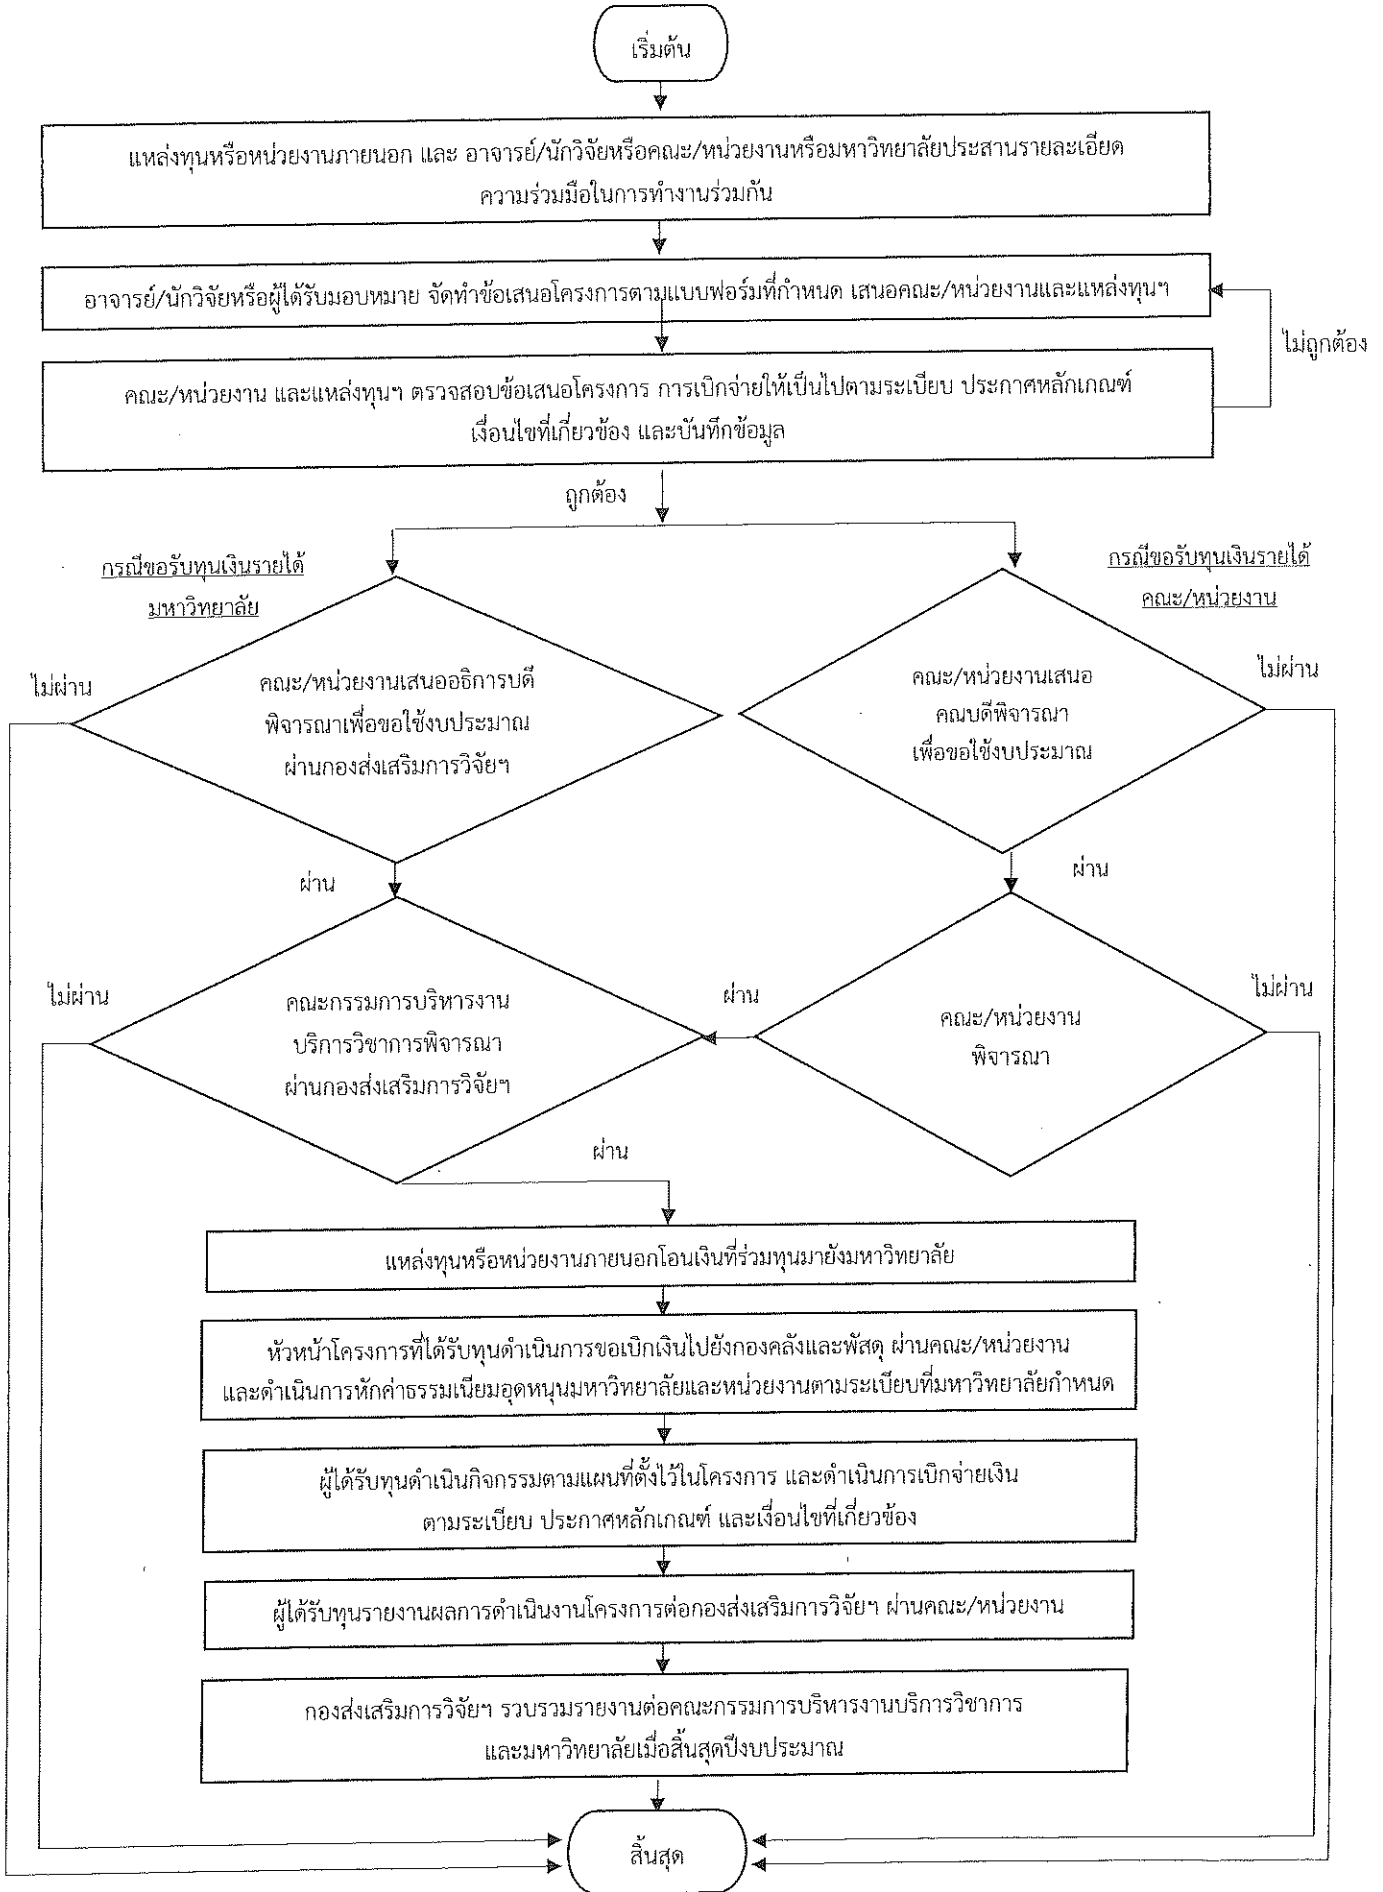 เริ่มต้น
แหล่งทุนหรือหน่วยงานภายนอก และ อาจารย์/นักวิจัยหรือคณะ/หน่วยงานหรือมหาวิทยาลัยประสานรายละเอียด
ความร่วมมือในการทำงานร่วมกัน
อาจารย์/นักวิจัยหรือผู้ได้รับมอบหมาย จัดทำข้อเสนอโครงการตามแบบฟอร์มที่กำหนด เสนอคณะ/หน่วยงานและแหล่งทุนฯ
ไม่ถูกต้อง
คณะ/หน่วยงาน และแหล่งทุนฯ ตรวจสอบข้อเสนอโครงการ การเบิกจ่ายให้เป็นไปตามระเบียบ ประกาศหลักเกณฑ์
เงื่อนไขที่เกี่ยวข้อง และบันทึกข้อมูล
ถูกต้อง
กรณีขอรับทุนเงินรายได้
มหาวิทยาลัย
กรณีขอรับทุนเงินรายได้
คณะ/หน่วยงาน
ไม่ผ่าน
คณะ/หน่วยงานเสนออธิการบดี
พิจารณาเพื่อขอใช้งบประมาณ
ผ่านกองส่งเสริมการวิจัยฯ
คณะ/หน่วยงานเสนอ
คณบดีพิจารณา
เพื่อขอใช้งบประมาณ
ไม่ผ่าน
ผ่าน
ผ่าน
ไม่ผ่าน
คณะกรรมการบริหารงาน
บริการวิชาการพิจารณา
ผ่านกองส่งเสริมการวิจัยฯ
ผ่าน
คณะ/หน่วยงาน
พิจารณา
ไม่ผ่าน
ผ่าน
แหล่งทุนหรือหน่วยงานภายนอกโอนเงินที่ร่วมทุนมายังมหาวิทยาลัย
หัวหน้าโครงการที่ได้รับทุนดำเนินการขอเบิกเงินไปยังกองคลังและพัสดุ ผ่านคณะ/หน่วยงาน
และดำเนินการหักค่าธรรมเนียมอุดหนุนมหาวิทยาลัยและหน่วยงานตามระเบียบที่มหาวิทยาลัยกำหนด
ผู้ได้รับทุนดำเนินกิจกรรมตามแผนที่ตั้งไว้ในโครงการ และดำเนินการเบิกจ่ายเงิน
ตามระเบียบ ประกาศหลักเกณฑ์ และเงื่อนไขที่เกี่ยวข้อง
ผู้ได้รับทุนรายงานผลการดำเนินงานโครงการต่อกองส่งเสริมการวิจัยฯ ผ่านคณะ/หน่วยงาน
กองส่งเสริมการวิจัยฯ รวบรวมรายงานต่อคณะกรรมการบริหารงานบริการวิชาการ
และมหาวิทยาลัยเมื่อสิ้นสุดปีงบประมาณ
สิ้นสุด